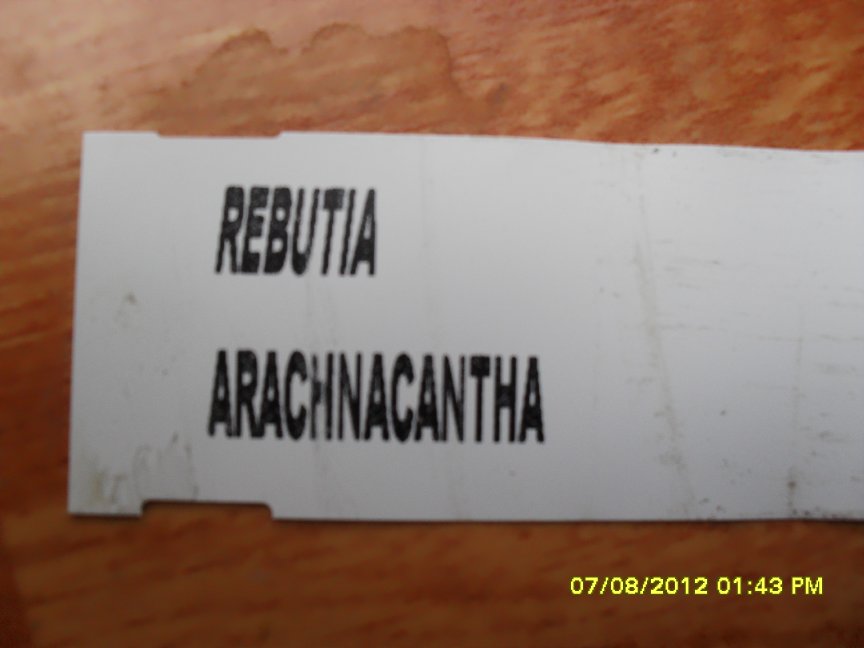 REBUTIA
ARACHNACANTHA
07/08/2012 01:43 PM